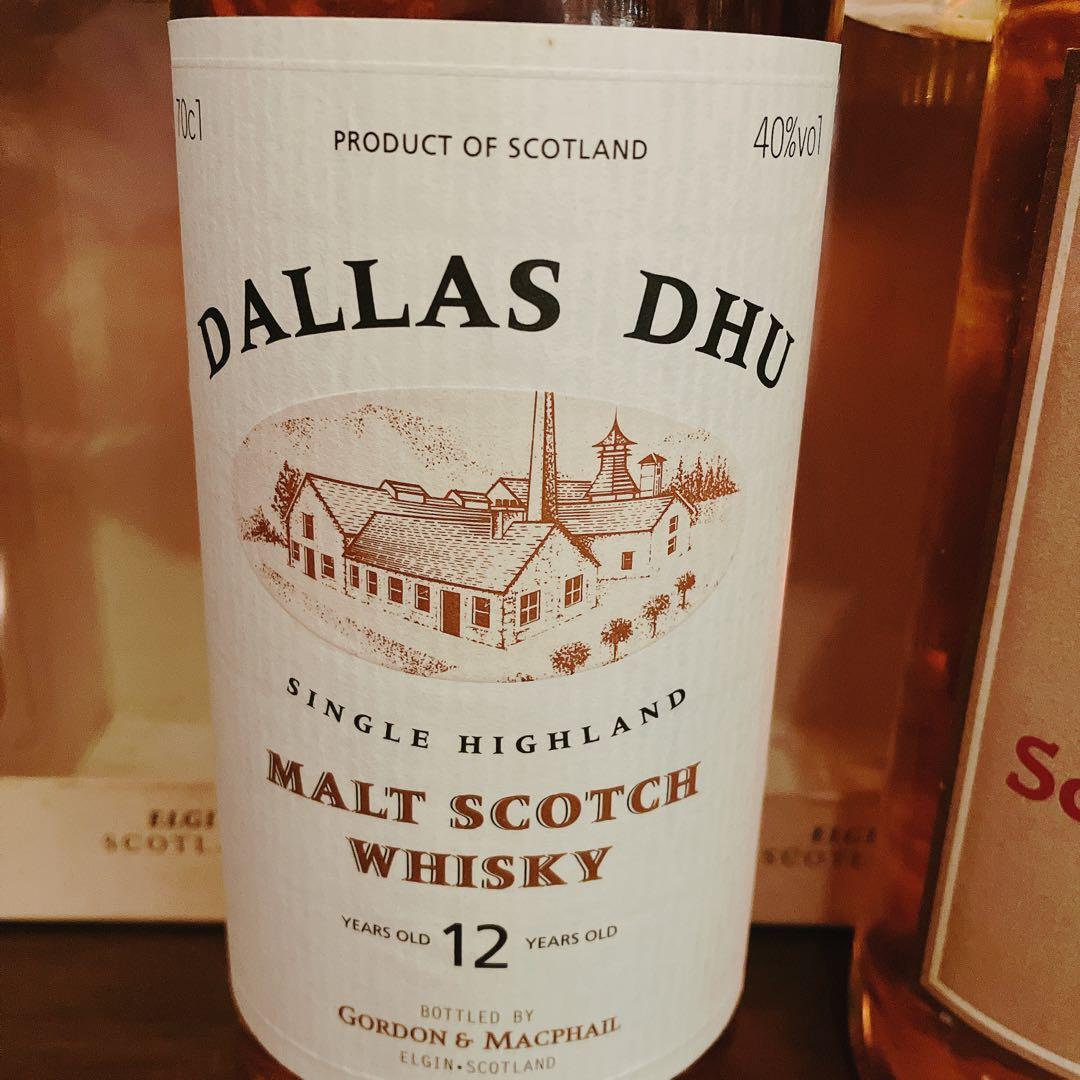 70cl
PRODUCT OF SCOTLAND
40%vol
DALLAS DHU
SINGLE HIGHLAND
MALT SCOTCH
WHISKY
YEARS OLD 12 YEARS OLD
BOTTLED BY
GORDON & MACPHAIL
ELGIN•SCOTLAND